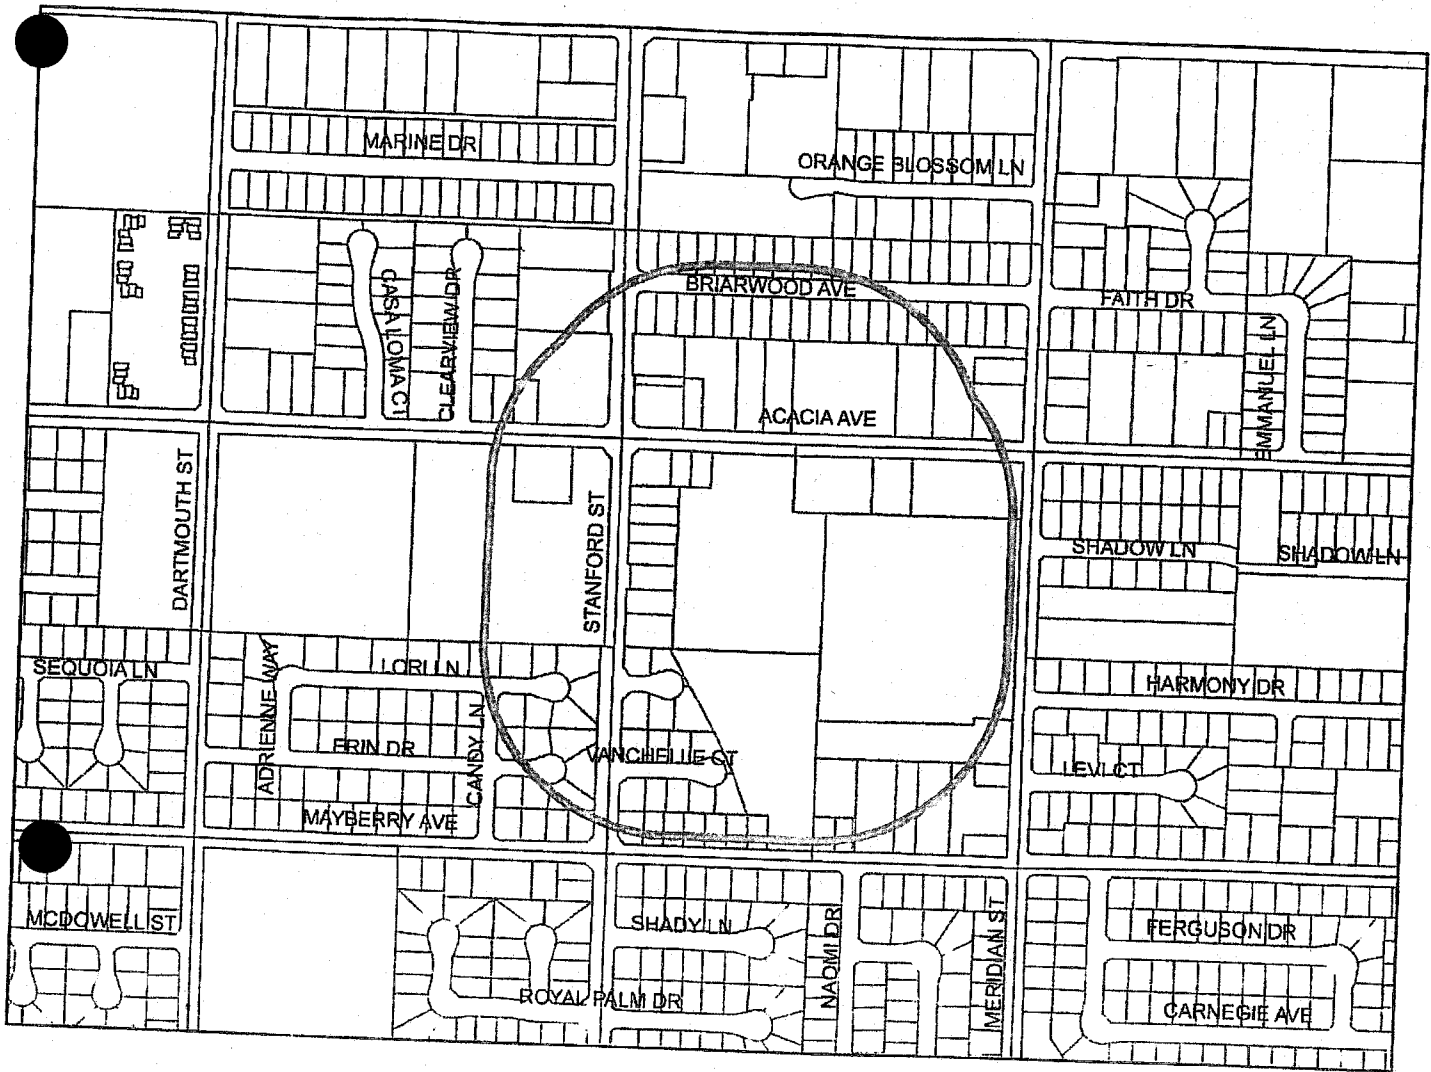 MARINE DR
ORANGE BLOSSOM LN
CASA LOMA CT
CLEARVIEW DR
BRIARWOOD AVE
FAITH DR
EMMANUEL LN
ACACIA AVE
DARTMOUTH ST
STANFORD ST
SHADOW LN
SHADOW LN
SEQUOIA LN
ADRIENNE WAY
LORI LN
HARMONY DR
ERIN DR
CANDY LN
VANCHELLE CT
LEVI CT
MAYBERRY AVE
MCDOWELL ST
SHADY LN
NAOMI DR
MERIDIAN ST
FERGUSON DR
ROYAL PALM DR
CARNEGIE AVE